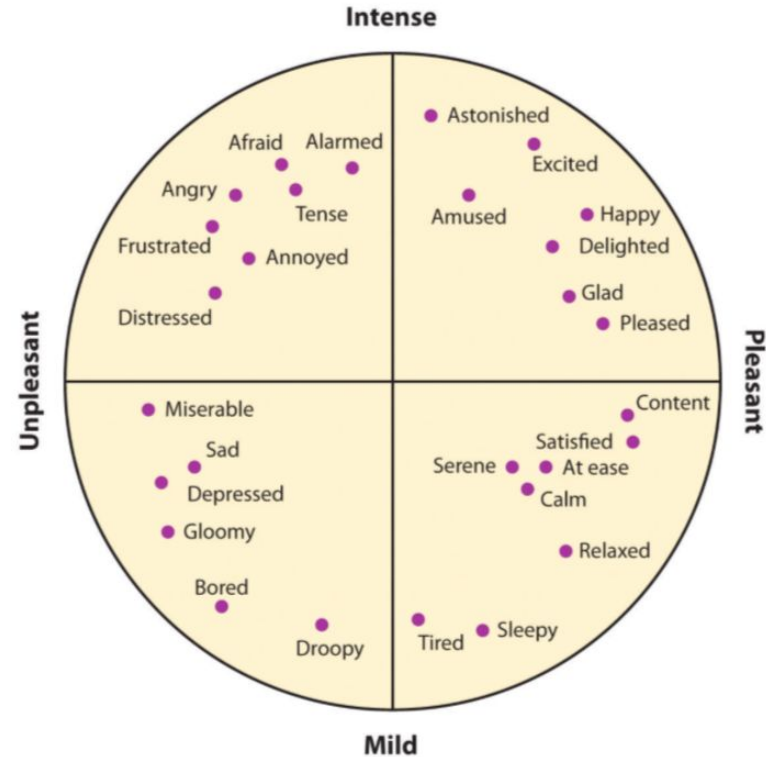 Intense
Astonished
Afraid
Alarmed
Excited
Angry
Tense
Amused
Happy
Frustrated
Annoyed
Delighted
Glad
Distressed
Pleased
Unpleasant
Pleasant
Miserable
Content
Sad
Satisfied
Serene
At ease
Depressed
Calm
Gloomy
Relaxed
Bored
Droopy
Tired
Sleepy
Mild